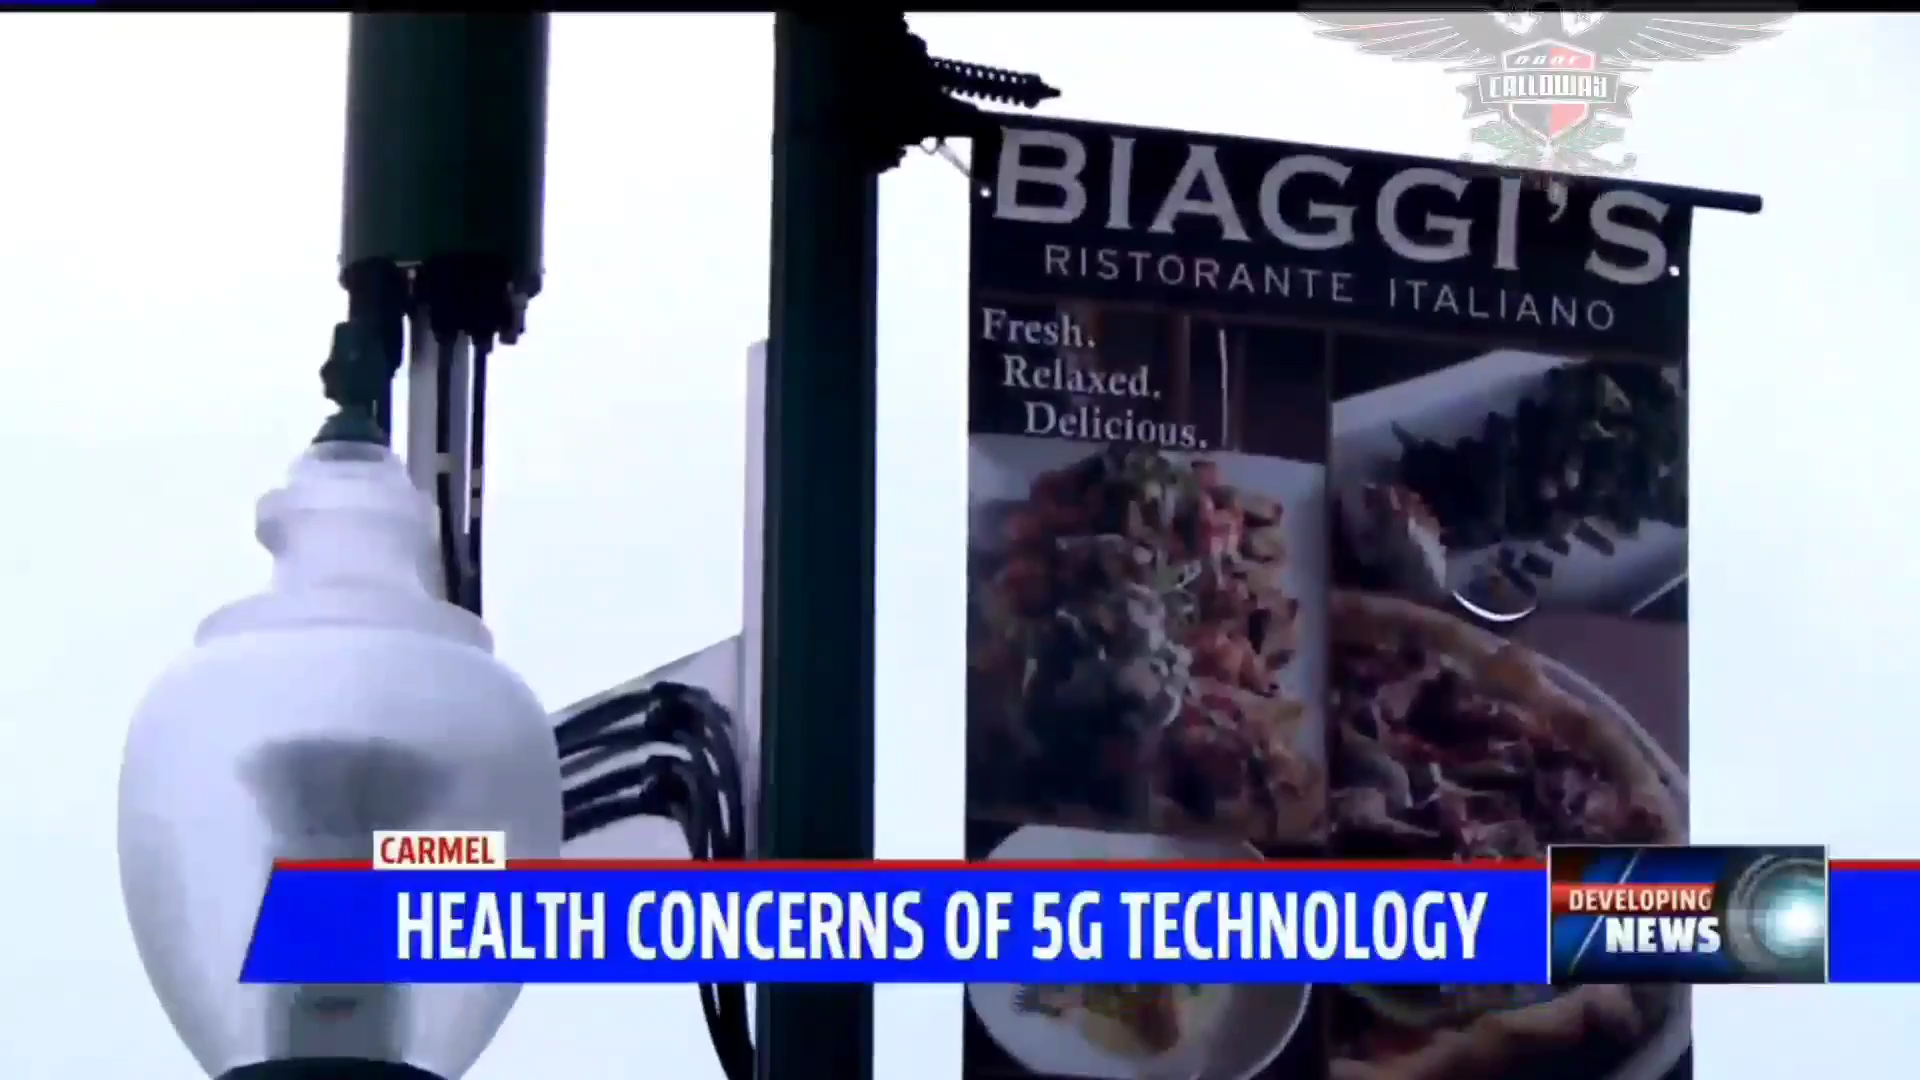 CALLOWAY
BIAGGI'S
RISTORANTE ITALIANO
Fresh.
Relaxed.
Delicious.
CARMEL
HEALTH CONCERNS OF 5G TECHNOLOGY
DEVELOPING
NEWS